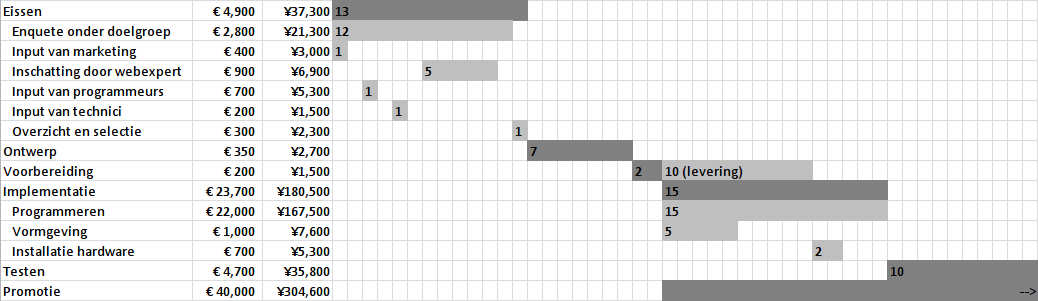 Eissen € 4,900 ¥37,300 13
Enquete onder doelgroep € 2,800 ¥21,300 12
Input van marketing € 400 ¥3,000 1
Inschatting door webexpert € 900 ¥6,900 5
Input van programmeurs € 700 ¥5,300 1
Input van technici € 200 ¥1,500 1
Overzicht en selectie € 300 ¥2,300 1
Ontwerp € 350 ¥2,700 7
Voorbereiding € 200 ¥1,500 2 10 (levering)
Implementatie € 23,700 ¥180,500 15
Programmeren € 22,000 ¥167,500 15
Vormgeving € 1,000 ¥7,600 5
Installatie hardware € 700 ¥5,300 2
Testen € 4,700 ¥35,800 10
Promotie € 40,000 ¥304,600 -->